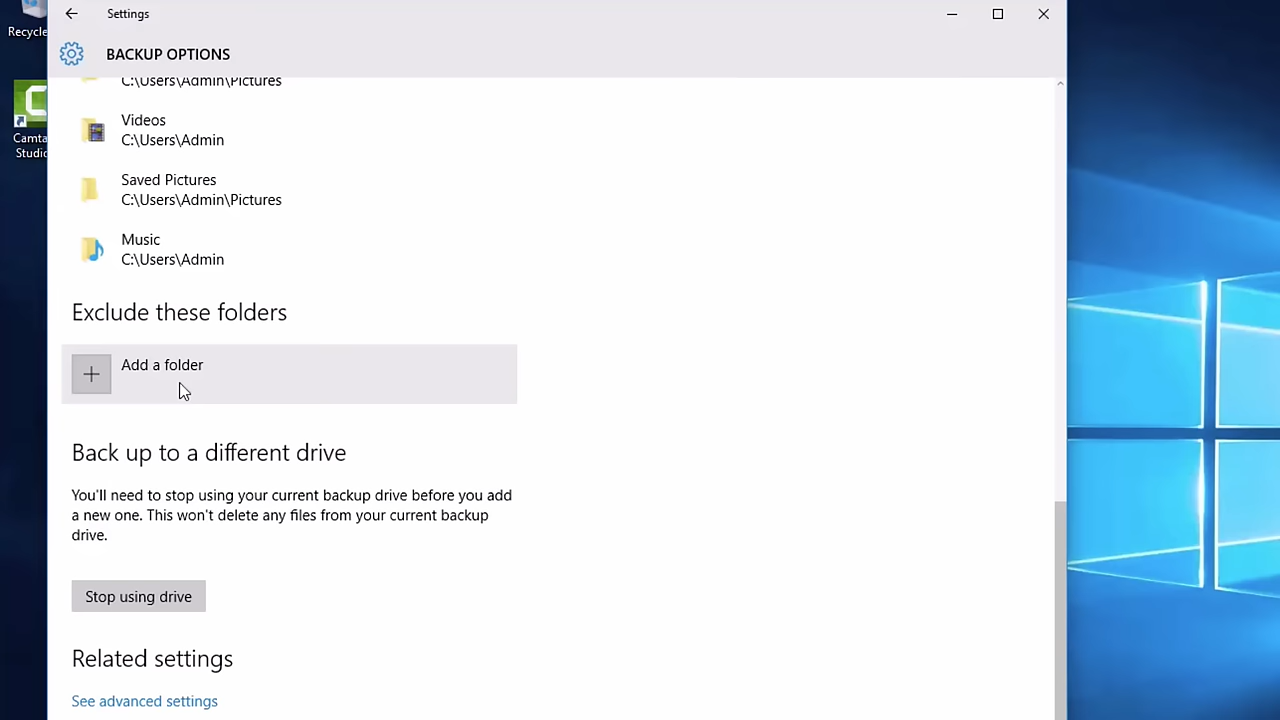 Settings
BACKUP OPTIONS
C:\Users\Admin\Pictures
Videos
C:\Users\Admin
Saved Pictures
C:\Users\Admin\Pictures
Music
C:\Users\Admin
Exclude these folders
Add a folder
Back up to a different drive
You'll need to stop using your current backup drive before you add
a new one. This won't delete any files from your current backup
drive.
Stop using drive
Related settings
See advanced settings
Recycle
Camta
Studio